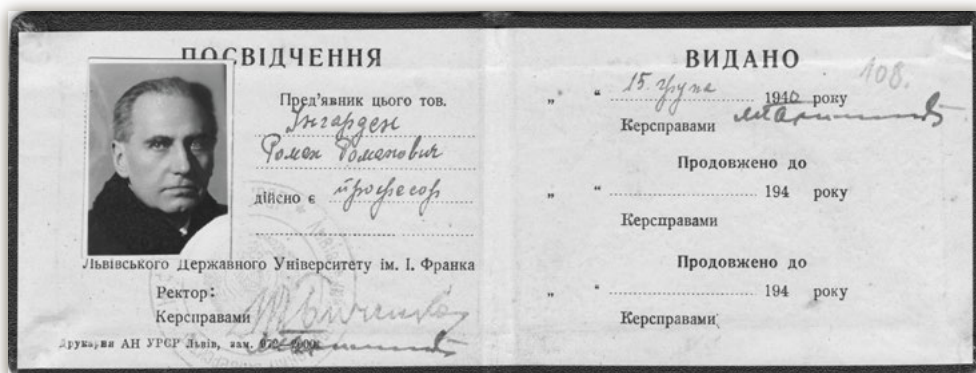 ПОСВІДЧЕННЯ
Пред'явник цього тов.
Інгарден
Роман Романович
дійсно є професор
Львівського Державного Університету ім. І. Франка
Ректор:
Керсправами
Друкарня АН УРСР Львів, зам.
ВИДАНО
108.
„ “ 15 грудня 1940 року
Керсправами
Продовжено до
„ “ 194 року
Керсправами
Продовжено до
„ “ 194 року
Керсправами